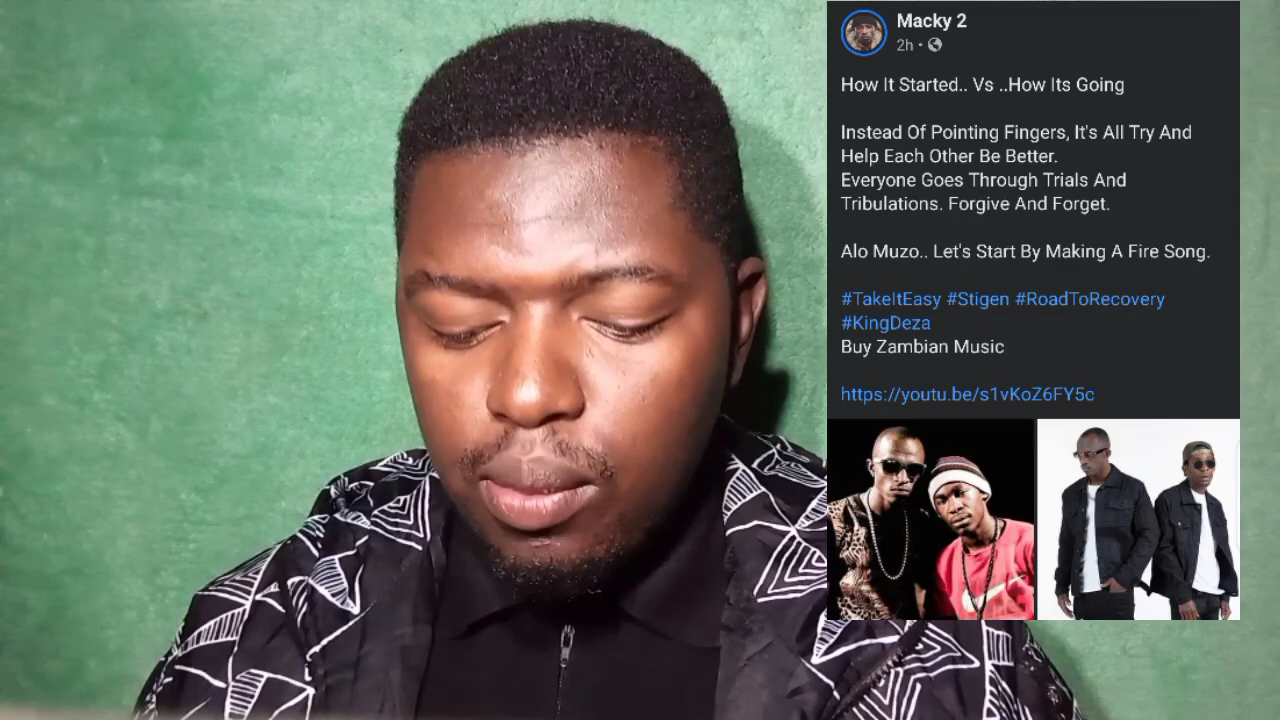 Macky 2
2h ·
How It Started.. Vs ..How Its Going
Instead Of Pointing Fingers, It's All Try And
Help Each Other Be Better.
Everyone Goes Through Trials And
Tribulations. Forgive And Forget.
Alo Muzo.. Let's Start By Making A Fire Song.
#TakeItEasy #Stigen #RoadToRecovery
#KingDeza
Buy Zambian Music
https://youtu.be/s1vKoZ6FY5c